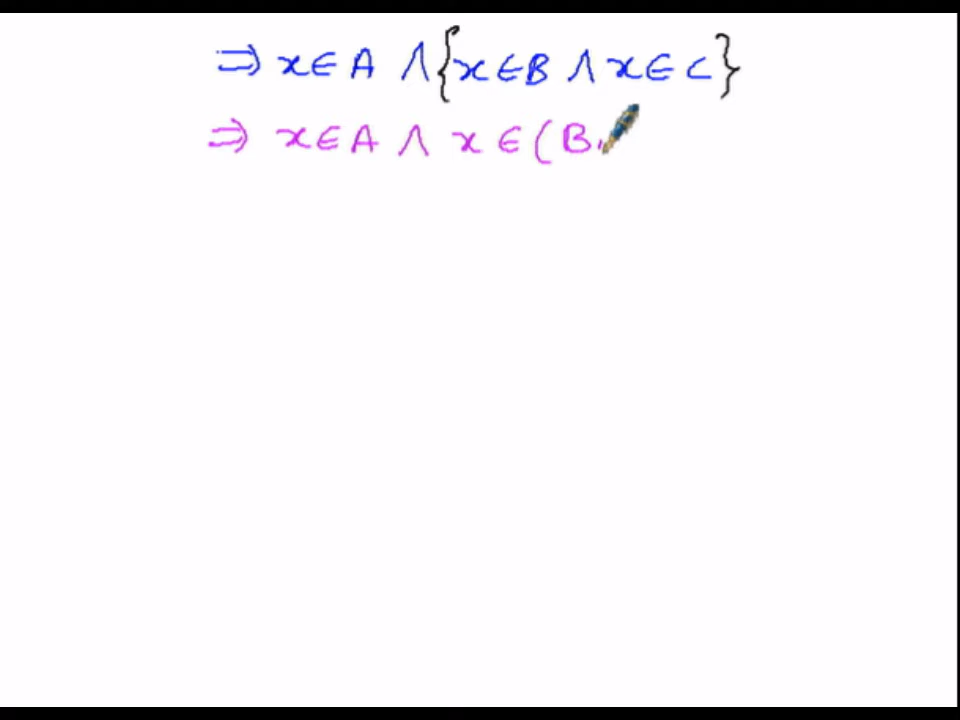 ⇒ x∈A ∧ {x∈B ∧ x∈C}
⇒ x∈A ∧ x∈(B